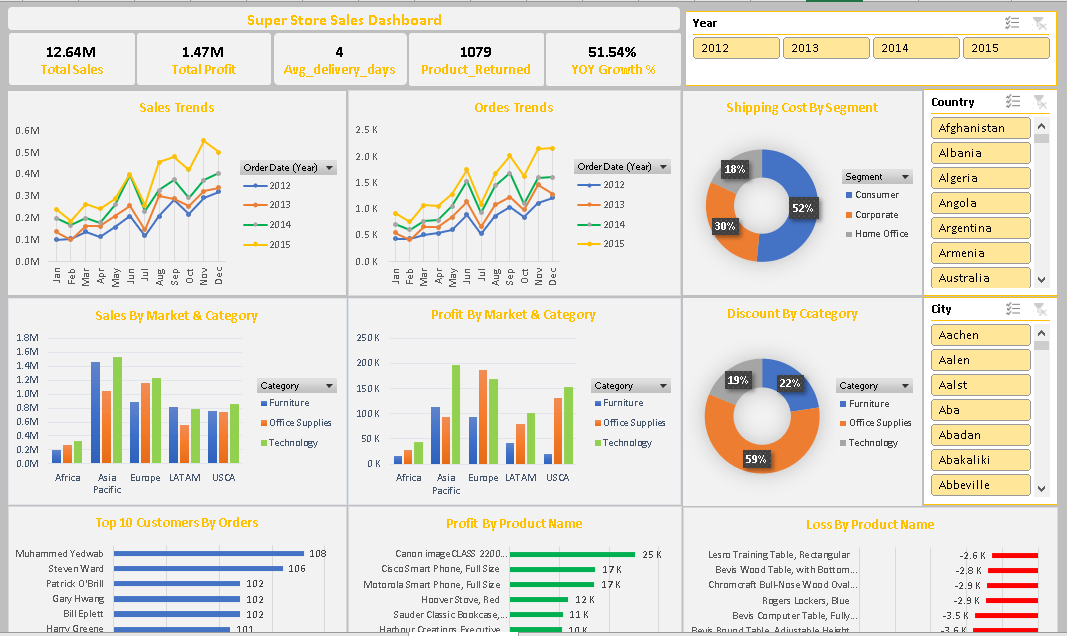 Super Store Sales Dashboard
12.64M
Total Sales
1.47M
Total Profit
4
Avg_delivery_days
1079
Product_Returned
51.54%
YOY Growth %
Year
2012 2013 2014 2015
Sales Trends
0.6M
0.5M
0.4M
0.3M
0.2M
0.1M
0.0M
Jan Feb Mar Apr May Jun Jul Aug Sep Oct Nov Dec
Order Date (Year)
2012
2013
2014
2015
Ordes Trends
2.5 K
2.0 K
1.5 K
1.0 K
0.5 K
0.0 K
Jan Feb Mar Apr May Jun Jul Aug Sep Oct Nov Dec
Order Date (Year)
2012
2013
2014
2015
Shipping Cost By Segment
18%
52%
30%
Segment
Consumer
Corporate
Home Office
Country
Afghanistan
Albania
Algeria
Angola
Argentina
Armenia
Australia
Sales By Market & Category
1.8M
1.6M
1.4M
1.2M
1.0M
0.8M
0.6M
0.4M
0.2M
0.0M
Africa Asia Pacific Europe LATAM USCA
Category
Furniture
Office Supplies
Technology
Profit By Market & Category
250 K
200 K
150 K
100 K
50 K
0 K
Africa Asia Pacific Europe LATAM USCA
Category
Furniture
Office Supplies
Technology
Discount By Ccategory
19%
22%
59%
Category
Furniture
Office Supplies
Technology
City
Aachen
Aalen
Aalst
Aba
Abadan
Abakaliki
Abbeville
Top 10 Customers By Orders
Muhammed Yedwab 108
Steven Ward 106
Patrick O'Brill 102
Gary Hwang 102
Bill Eplett 102
Harry Greene 101
Profit By Product Name
Canon imageCLASS 2200... 25 K
Cisco Smart Phone, Full Size 17 K
Motorola Smart Phone, Full Size 17 K
Hoover Stove, Red 12 K
Sauder Classic Bookcase,... 11 K
Harbour Creations Executive 10 K
Loss By Product Name
Lesro Training Table, Rectangular -2.6 K
Bevis Wood Table, with Bottom... -2.8 K
Chromcraft Bull-Nose Wood Oval... -2.9 K
Rogers Lockers, Blue -2.9 K
Bevis Computer Table, Fully... -3.5 K
Bevis Round Table, Adjustable Height -3.6 K